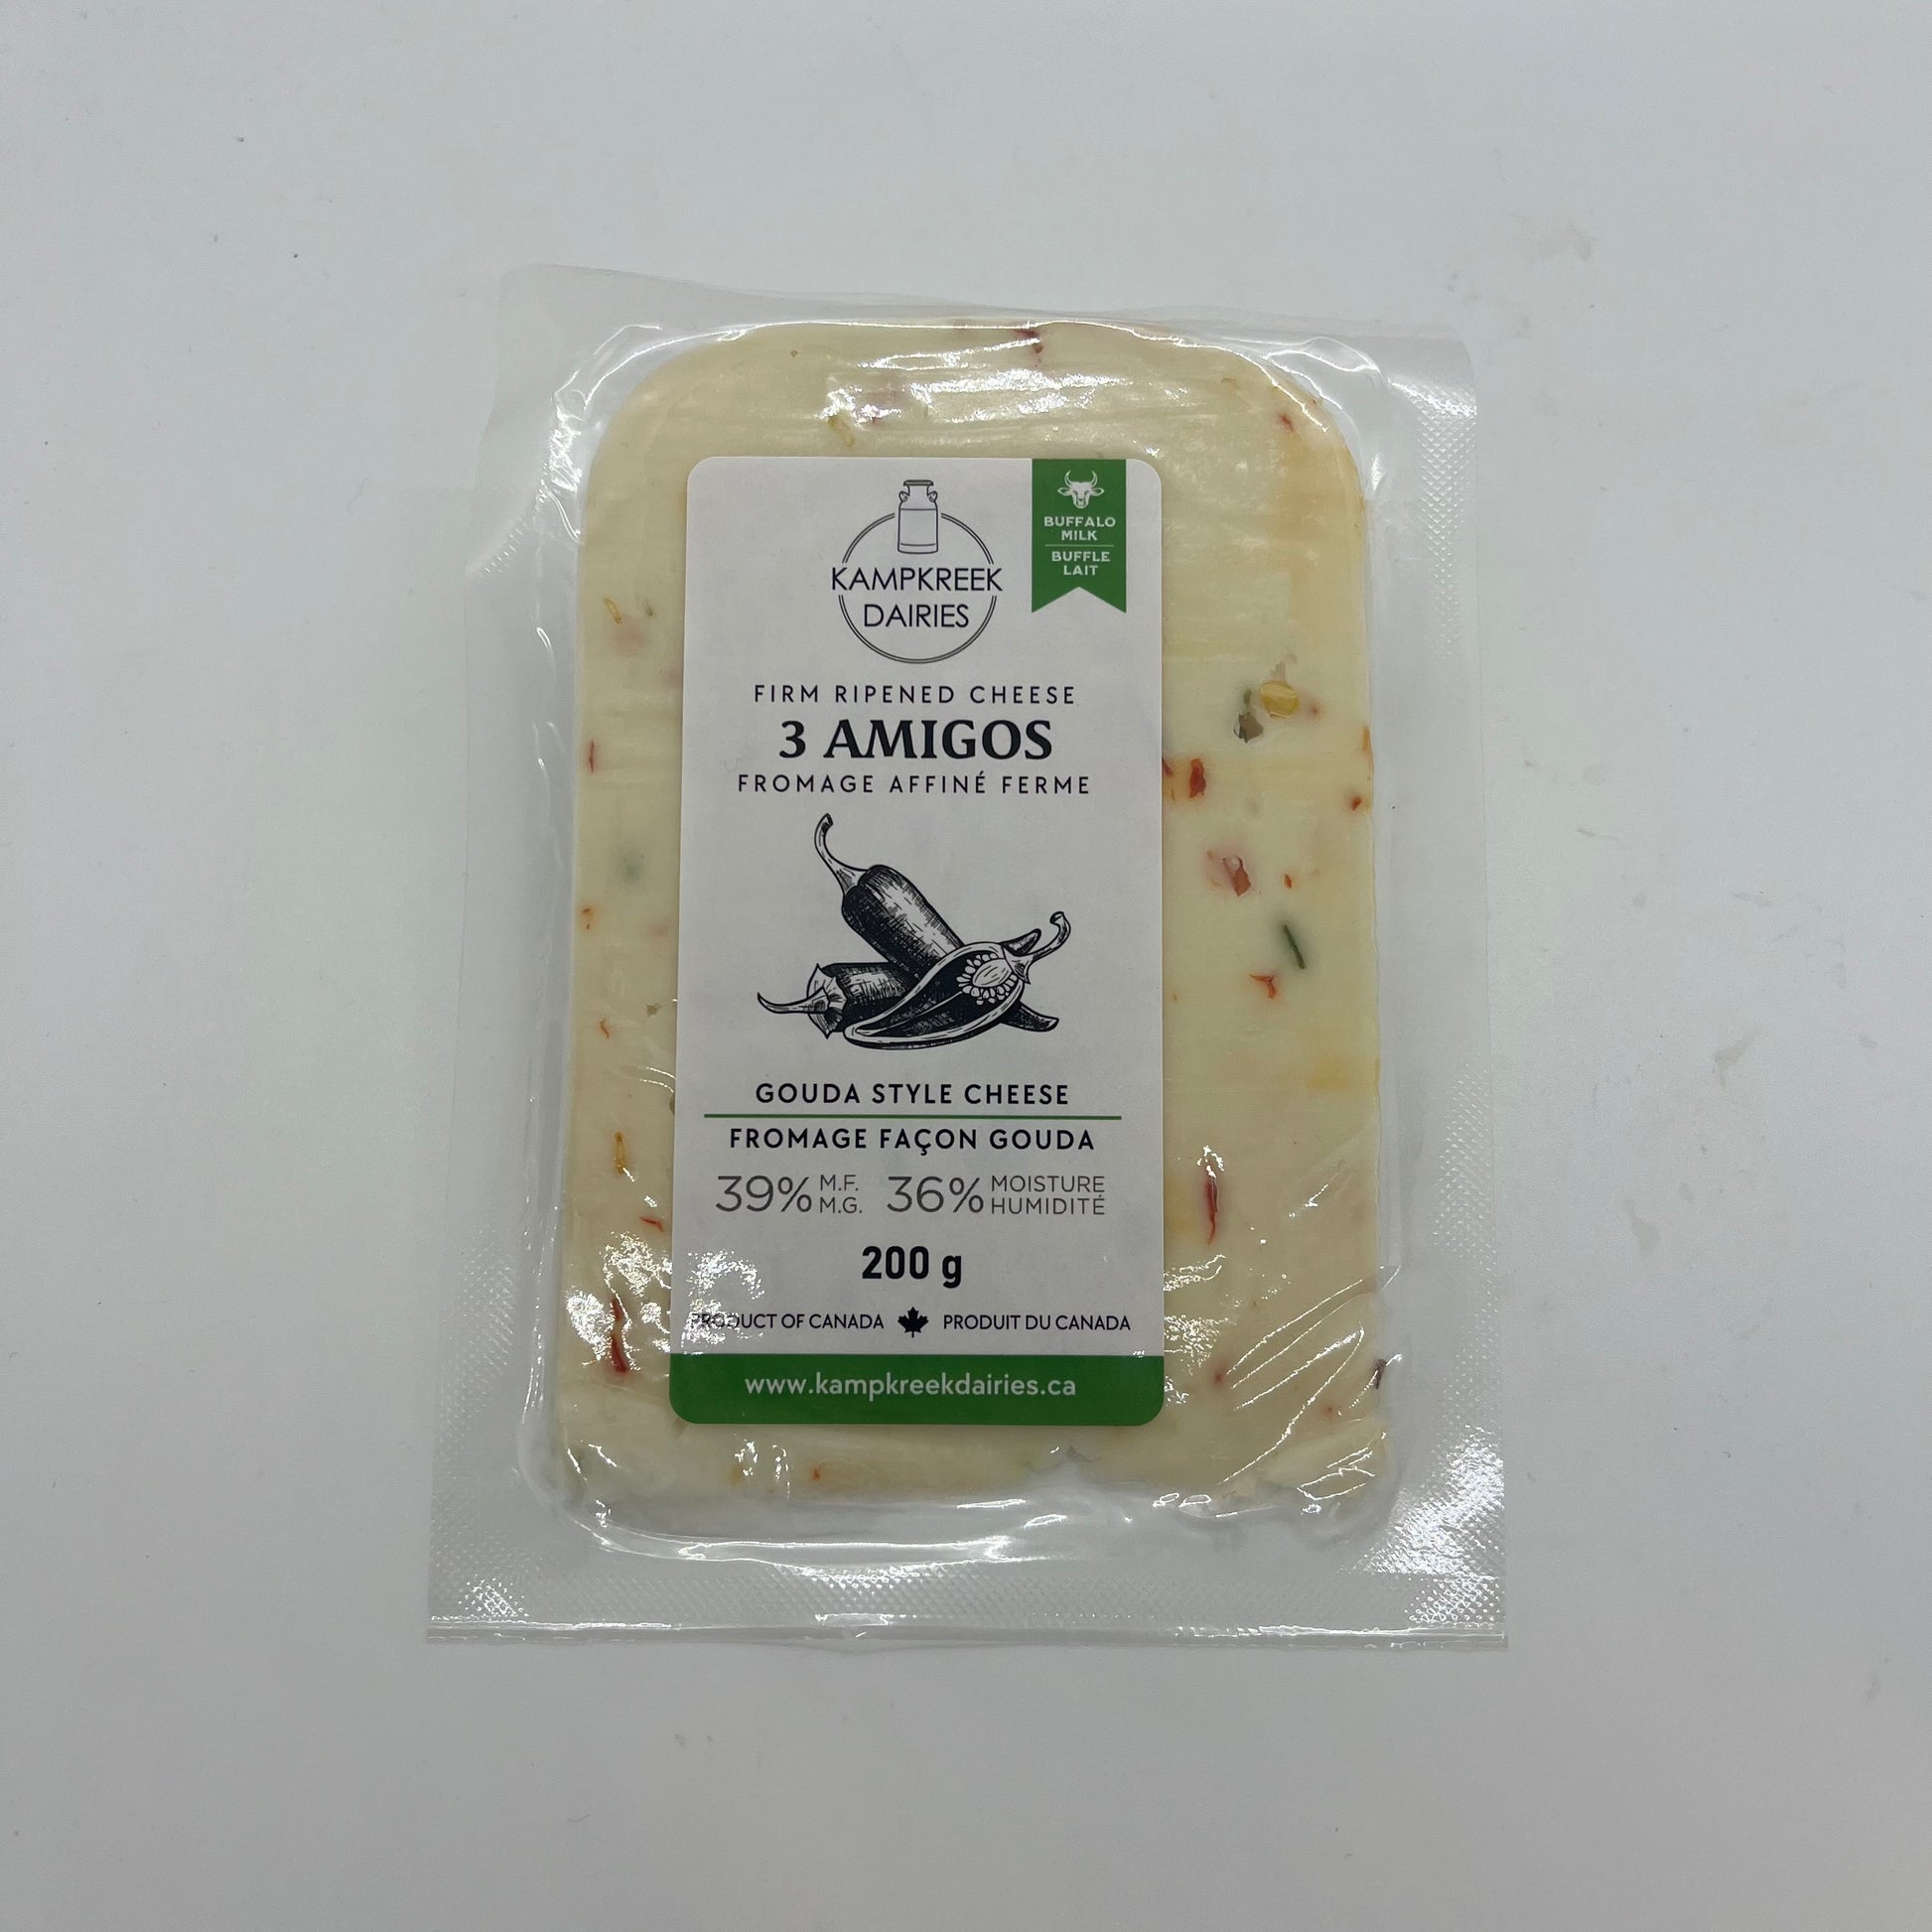 KAMPKREEK
DAIRIES
BUFFALO
MILK
BUFFLE
LAIT
FIRM RIPENED CHEESE
3 AMIGOS
FROMAGE AFFINÉ FERME
GOUDA STYLE CHEESE
FROMAGE FAÇON GOUDA
39% M.F. M.G. 36% MOISTURE HUMIDITÉ
200 g
PRODUCT OF CANADA PRODUIT DU CANADA
www.kampkreekdairies.ca